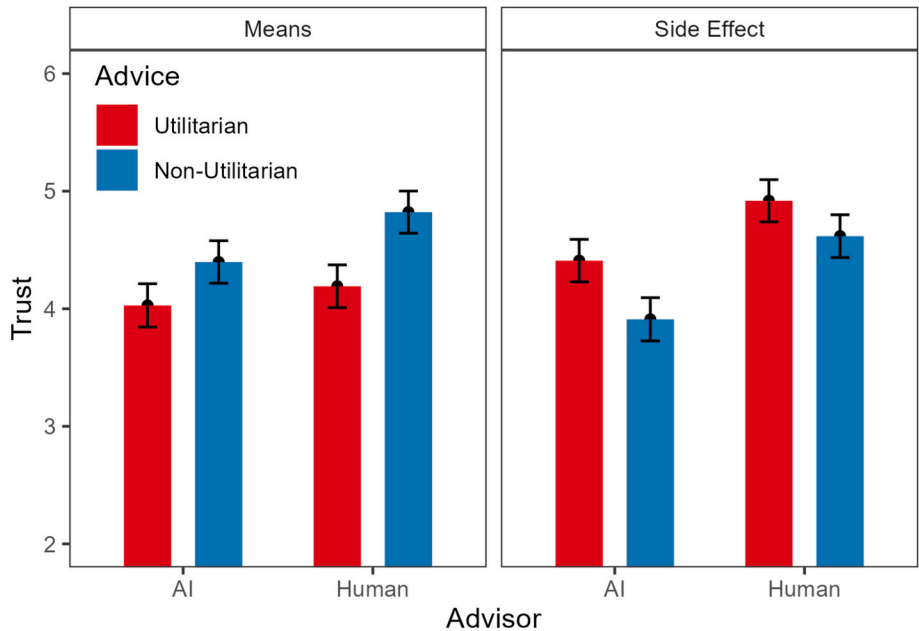 Means
Side Effect
Advice
Utilitarian
Non-Utilitarian
6
5
4
3
2
Trust
AI
Human
AI
Human
Advisor